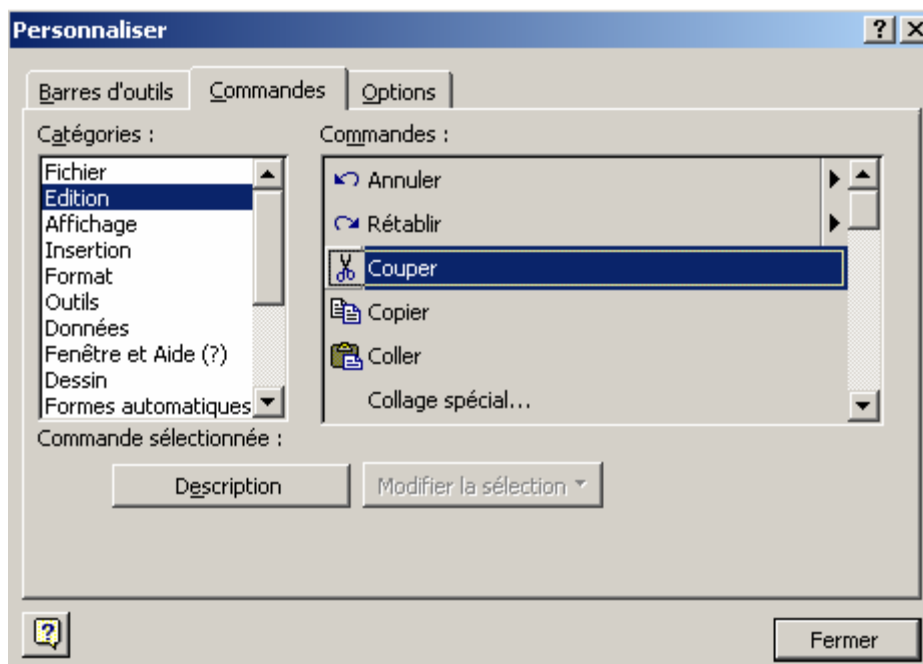 Personnaliser
Barres d'outils Commandes Options
Catégories : Commandes :
Fichier
Edition
Affichage
Insertion
Format
Outils
Données
Fenêtre et Aide (?)
Dessin
Formes automatiques
Annuler
Rétablir
Couper
Copier
Coller
Collage spécial...
Commande sélectionnée :
Description Modifier la sélection
Fermer